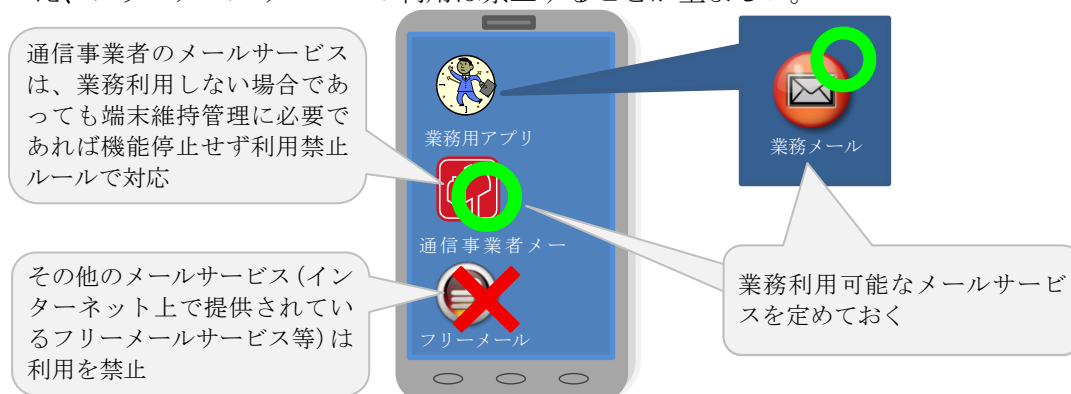 通信事業者のメールサービス
は、業務利用しない場合であ
っても端末維持管理に必要で
あれば機能停止せず利用禁止
ルールで対応
その他のメールサービス(イン
ターネット上で提供されてい
るフリーメールサービス等)は
利用を禁止
業務用アプリ
通信事業者メー
フリーメール
業務メール
業務利用可能なメールサービ
スを定めておく